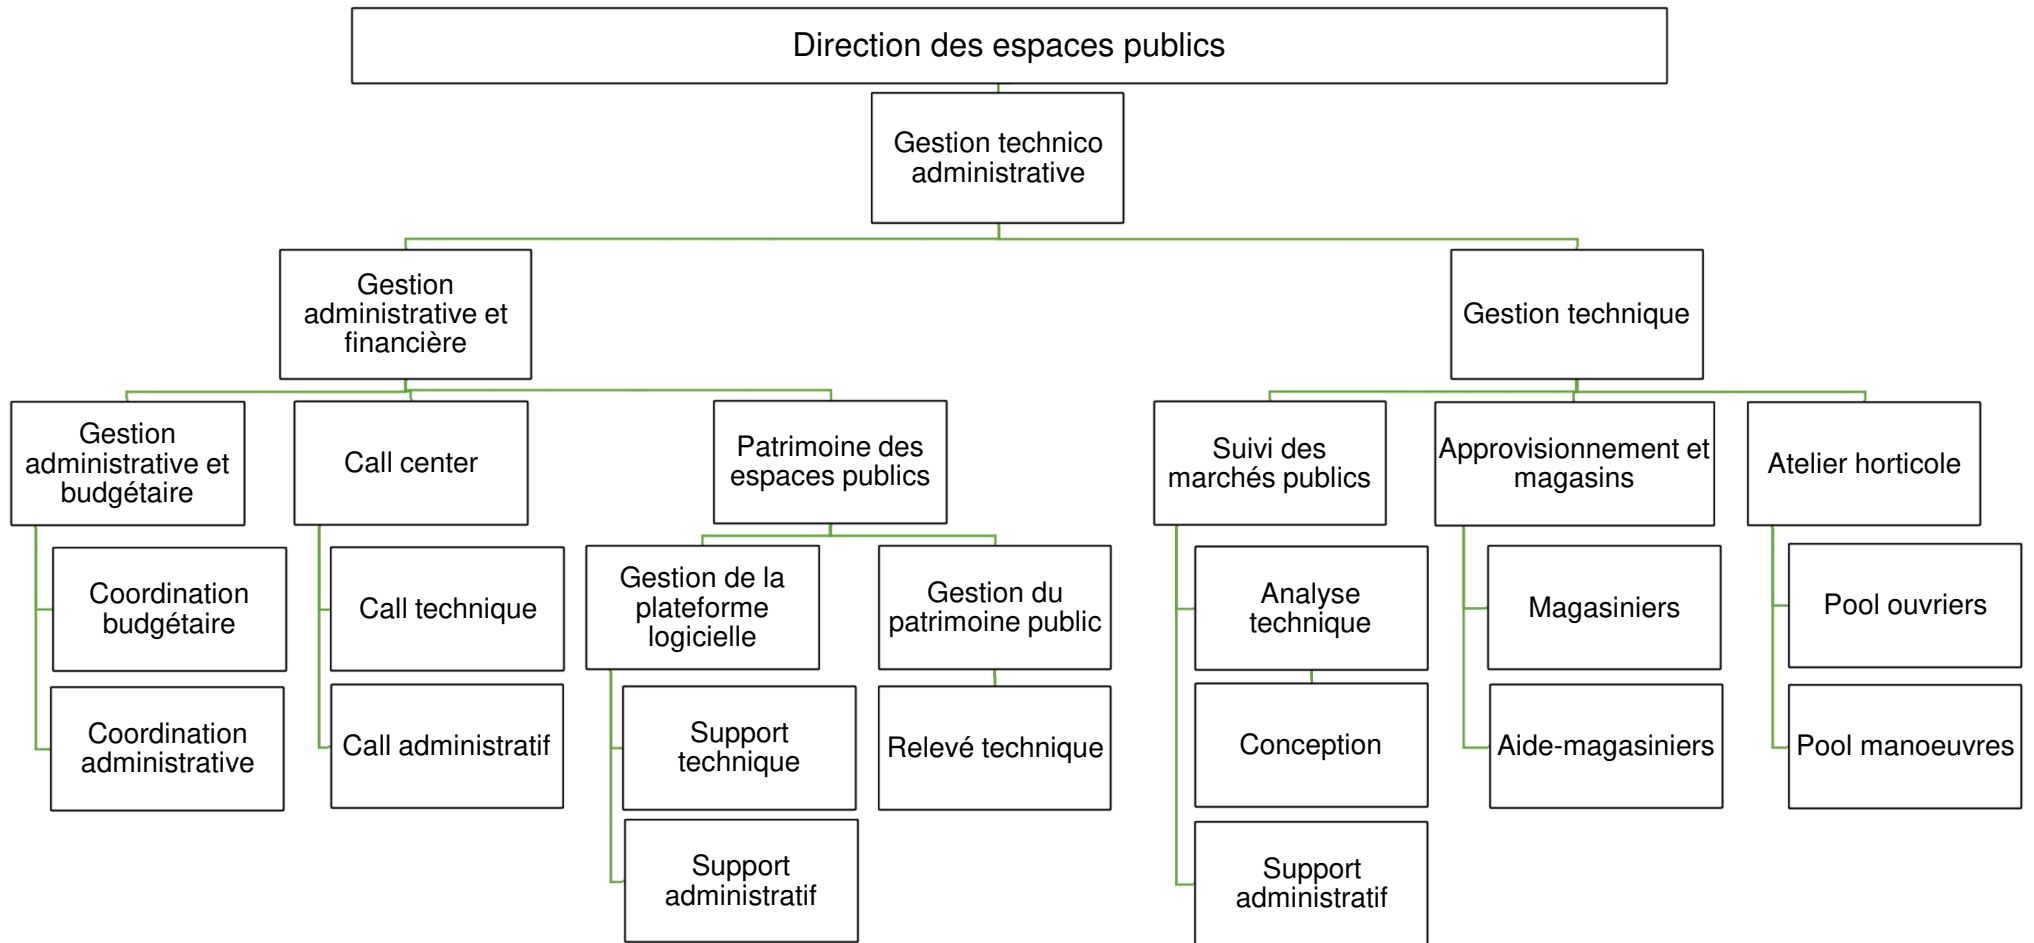 Direction des espaces publics
Gestion technico
administrative
Gestion
administrative et
financière
Gestion technique
Gestion
administrative et
budgétaire
Call center
Patrimoine des
espaces publics
Suivi des
marchés publics
Approvisionnement et
magasins
Atelier horticole
Coordination
budgétaire
Call technique
Gestion de la
plateforme
logicielle
Gestion du
patrimoine public
Analyse
technique
Magasiniers
Pool ouvriers
Coordination
administrative
Call administratif
Support
technique
Relevé technique
Conception
Aide-magasiniers
Pool manoeuvres
Support
administratif
Support
administratif